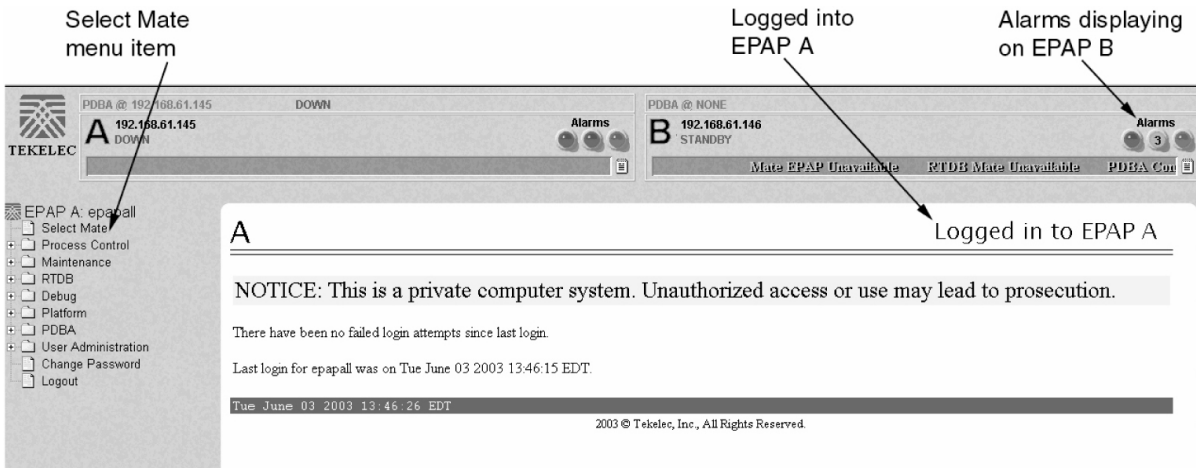 Select Mate
menu item
Logged into
EPAP A
Alarms displaying
on EPAP B
TEKELEC
PDBA @ 192.168.61.145 DOWN
A 192.168.61.145
DOWN
Alarms
PDBA @ NONE
B 192.168.61.146
STANDBY
Alarms
3
Mate EPAP Unavailable RTDB Mate Unavailable PDBA Con
EPAP A: epapall
Select Mate
Process Control
Maintenance
RTDB
Debug
Platform
PDBA
User Administration
Change Password
Logout
A Logged in to EPAP A
NOTICE: This is a private computer system. Unauthorized access or use may lead to prosecution.
There have been no failed login attempts since last login.
Last login for epapall was on Tue June 03 2003 13:46:15 EDT.
Tue June 03 2003 13:46:26 EDT
2003 © Tekelec, Inc., All Rights Reserved.